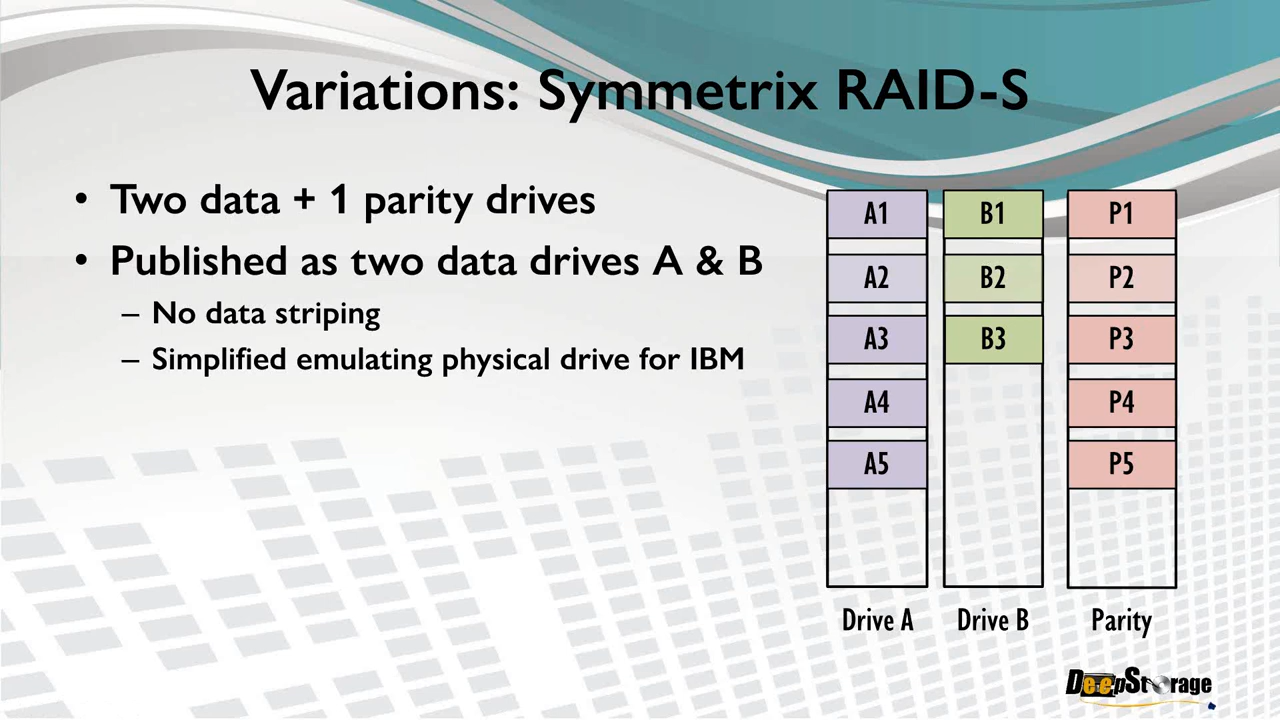 Variations: Symmetrix RAID-S
• Two data + 1 parity drives
• Published as two data drives A & B
– No data striping
– Simplified emulating physical drive for IBM
A1 B1 P1
A2 B2 P2
A3 B3 P3
A4 P4
A5 P5
Drive A Drive B Parity
DeepStorage